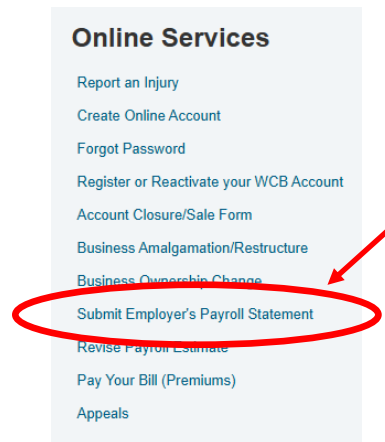 Online Services
Report an Injury
Create Online Account
Forgot Password
Register or Reactivate your WCB Account
Account Closure/Sale Form
Business Amalgamation/Restructure
Business Ownership Change
Submit Employer's Payroll Statement
Revise Payroll Estimate
Pay Your Bill (Premiums)
Appeals